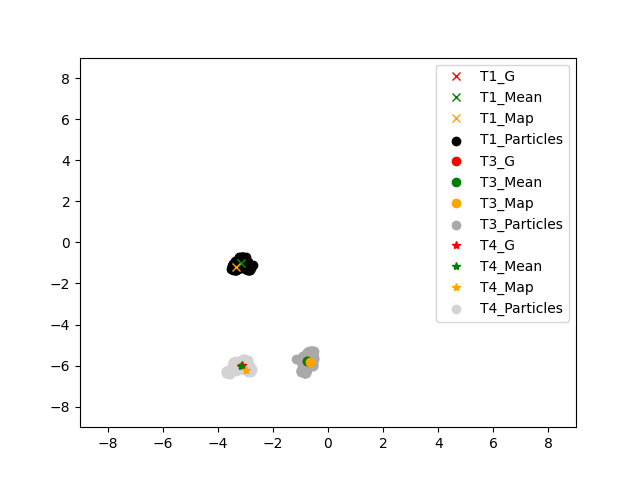 8
6
4
2
0
−2
−4
−6
−8
−8 −6 −4 −2 0 2 4 6 8
T1_G
T1_Mean
T1_Map
T1_Particles
T3_G
T3_Mean
T3_Map
T3_Particles
T4_G
T4_Mean
T4_Map
T4_Particles